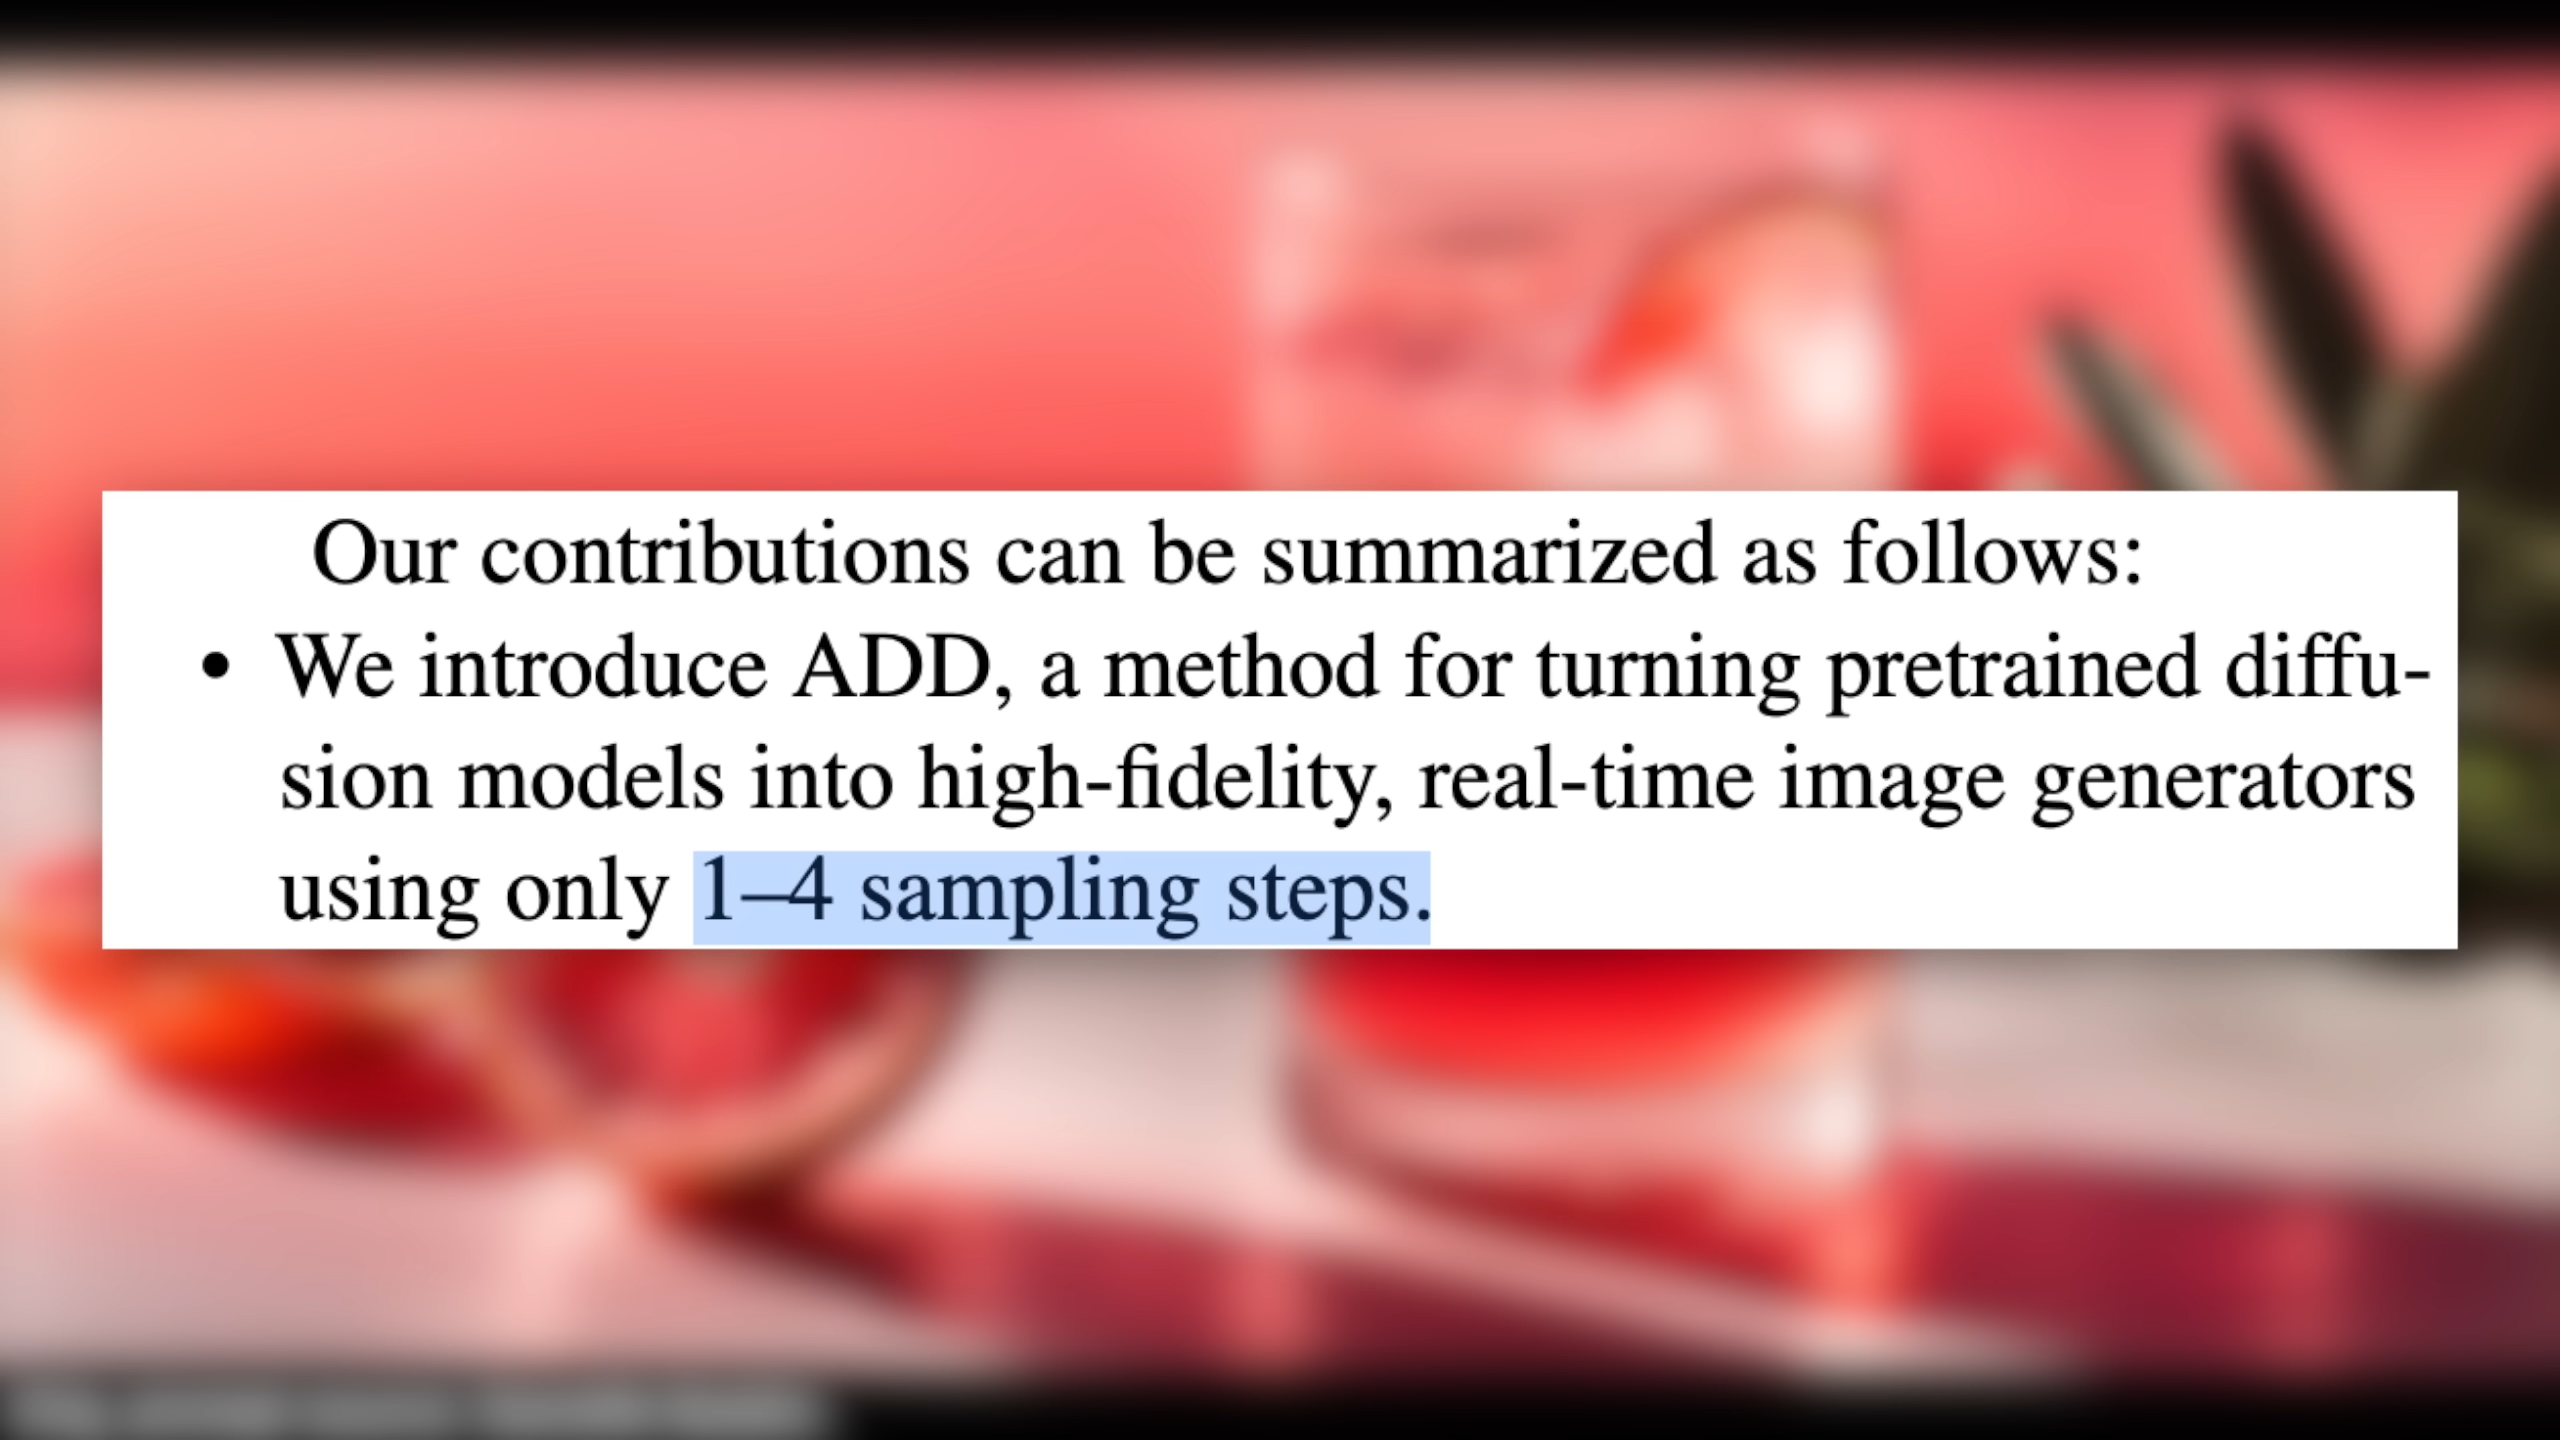 Our contributions can be summarized as follows:
• We introduce ADD, a method for turning pretrained diffu-
sion models into high-fidelity, real-time image generators
using only 1–4 sampling steps.